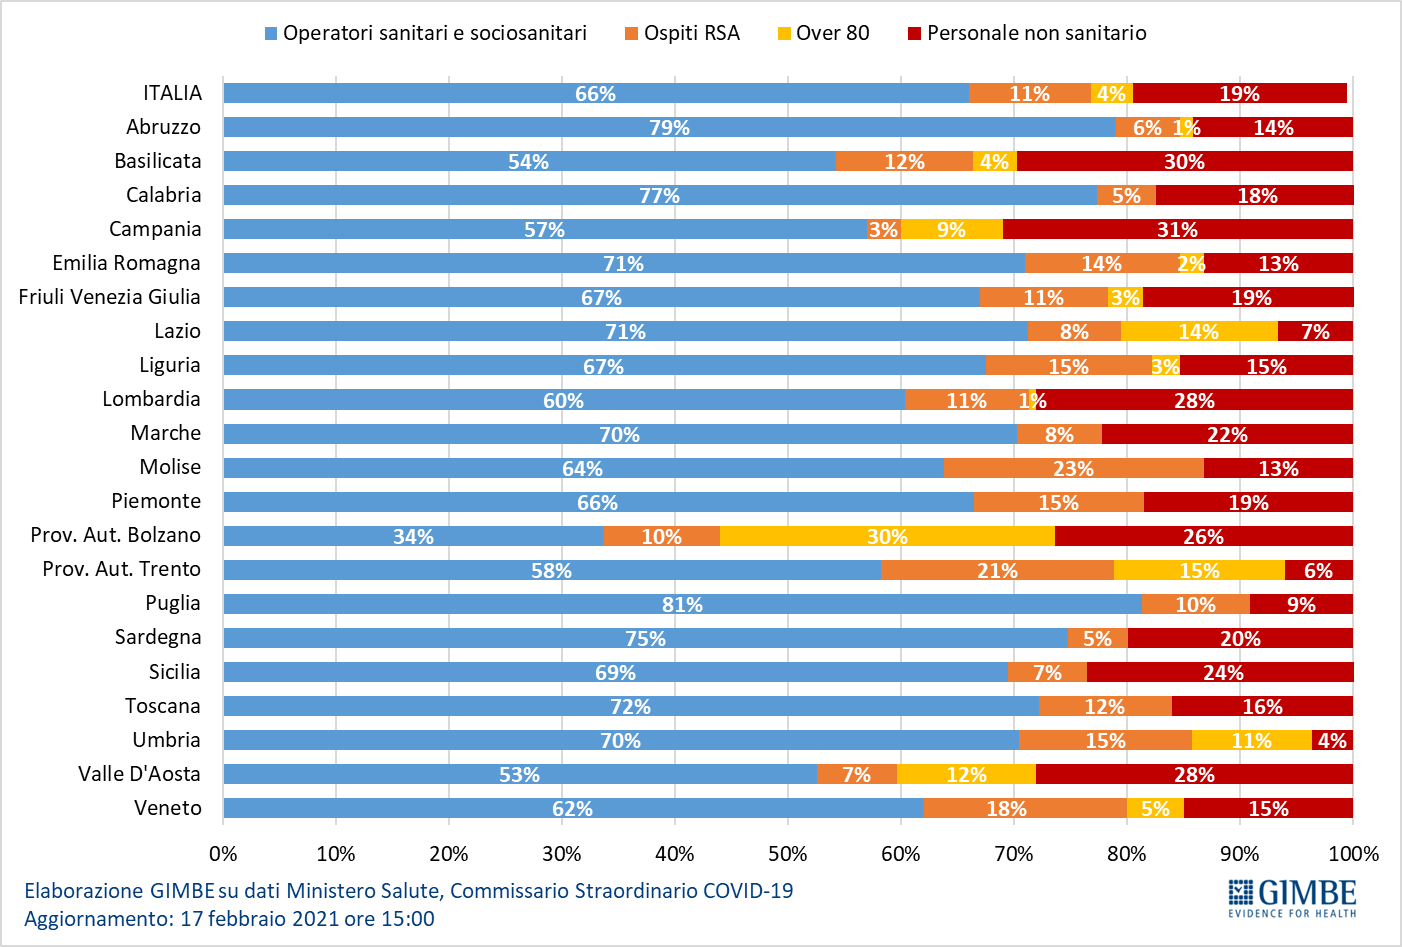 Operatori sanitari e sociosanitari Ospiti RSA Over 80 Personale non sanitario
ITALIA 66% 11% 4% 19%
Abruzzo 79% 6% 1% 14%
Basilicata 54% 12% 4% 30%
Calabria 77% 5% 18%
Campania 57% 3% 9% 31%
Emilia Romagna 71% 14% 2% 13%
Friuli Venezia Giulia 67% 11% 3% 19%
Lazio 71% 8% 14% 7%
Liguria 67% 15% 3% 15%
Lombardia 60% 11% 1% 28%
Marche 70% 8% 22%
Molise 64% 23% 13%
Piemonte 66% 15% 19%
Prov. Aut. Bolzano 34% 10% 30% 26%
Prov. Aut. Trento 58% 21% 15% 6%
Puglia 81% 10% 9%
Sardegna 75% 5% 20%
Sicilia 69% 7% 24%
Toscana 72% 12% 16%
Umbria 70% 15% 11% 4%
Valle D'Aosta 53% 7% 12% 28%
Veneto 62% 18% 5% 15%
0% 10% 20% 30% 40% 50% 60% 70% 80% 90% 100%
Elaborazione GIMBE su dati Ministero Salute, Commissario Straordinario COVID-19
Aggiornamento: 17 febbraio 2021 ore 15:00
GIMBE
EVIDENCE FOR HEALTH